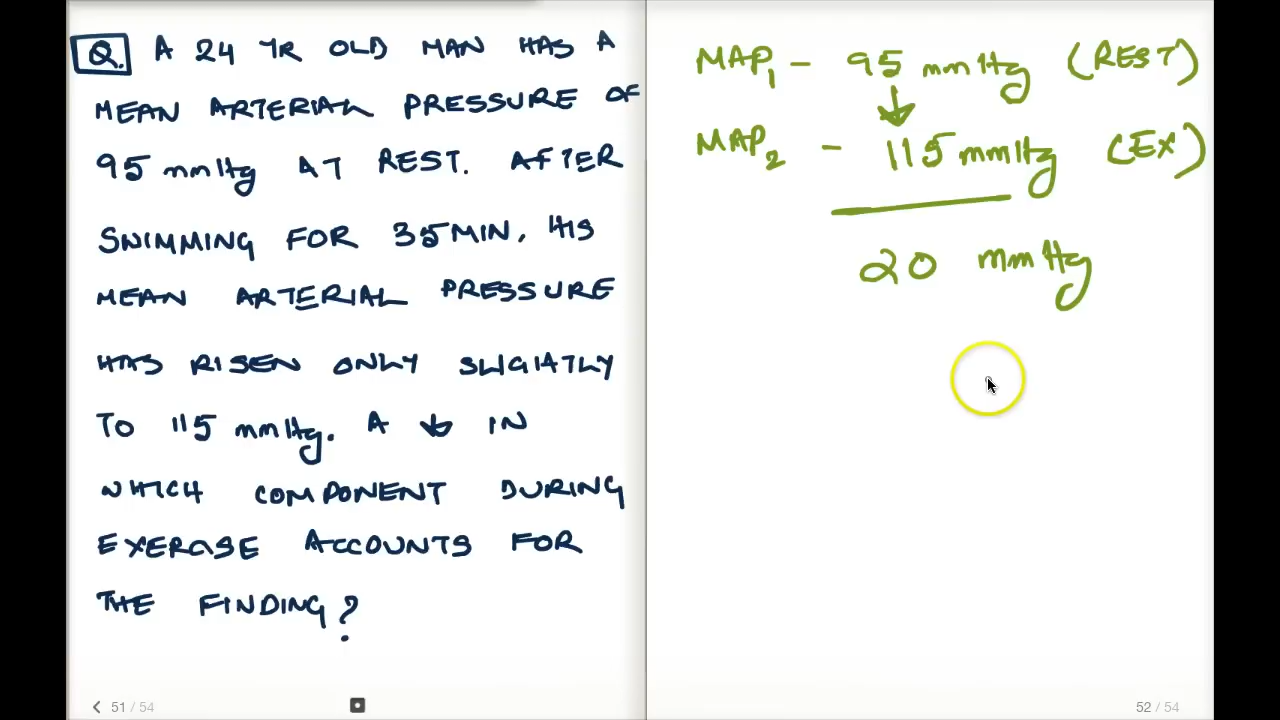 Q. A 24 YR OLD MAN HAS A
MEAN ARTERIAL PRESSURE OF
95 mmHg AT REST. AFTER
SWIMMING FOR 35 MIN, HIS
MEAN ARTERIAL PRESSURE
HAS RISEN ONLY SLIGHTLY
TO 115 mmHg. A ↓ IN
WHICH COMPONENT DURING
EXERCISE ACCOUNTS FOR
THE FINDING?
51 / 54
MAP₁ - 95 mmHg (REST)
↓
MAP₂ - 115 mmHg (EX)
20 mmHg
52 / 54